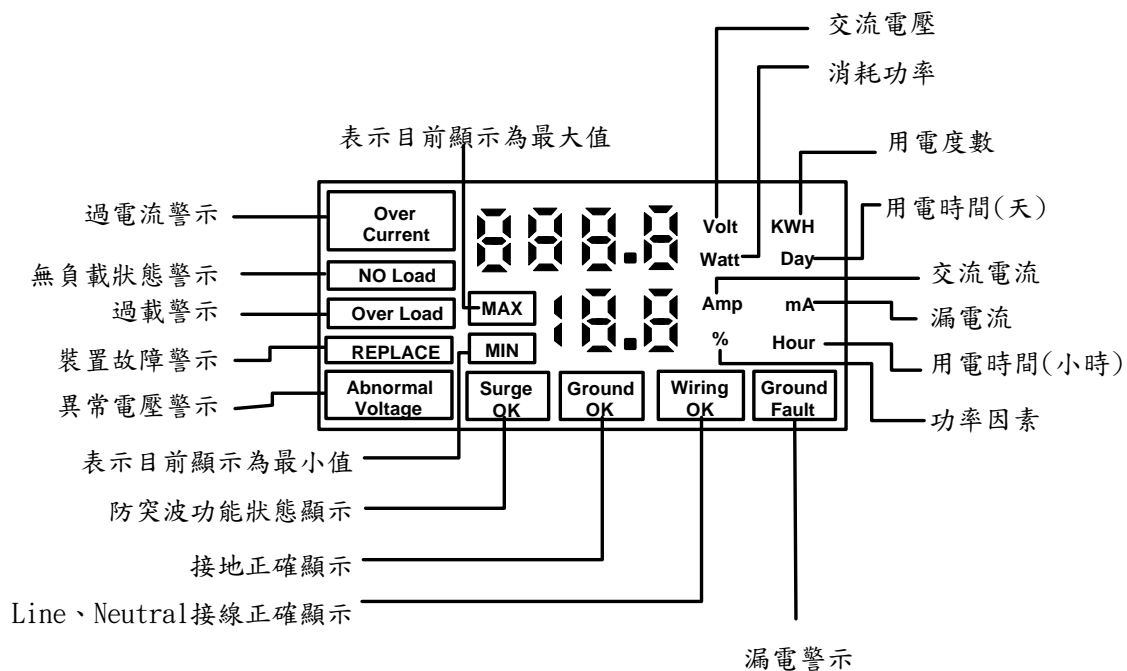 交流電壓
消耗功率
表示目前顯示為最大值
用電度數
過電流警示
Over
Current
888.8
Volt
KWH
用電時間(天)
Watt
Day
無負載狀態警示
NO Load
交流電流
過載警示
Over Load
MAX
18.8
Amp
mA
漏電流
裝置故障警示
REPLACE
MIN
%
Hour
用電時間(小時)
異常電壓警示
Abnormal
Voltage
Surge
OK
Ground
OK
Wiring
OK
Ground
Fault
功率因素
表示目前顯示為最小值
防突波功能狀態顯示
接地正確顯示
Line、Neutral接線正確顯示
漏電警示